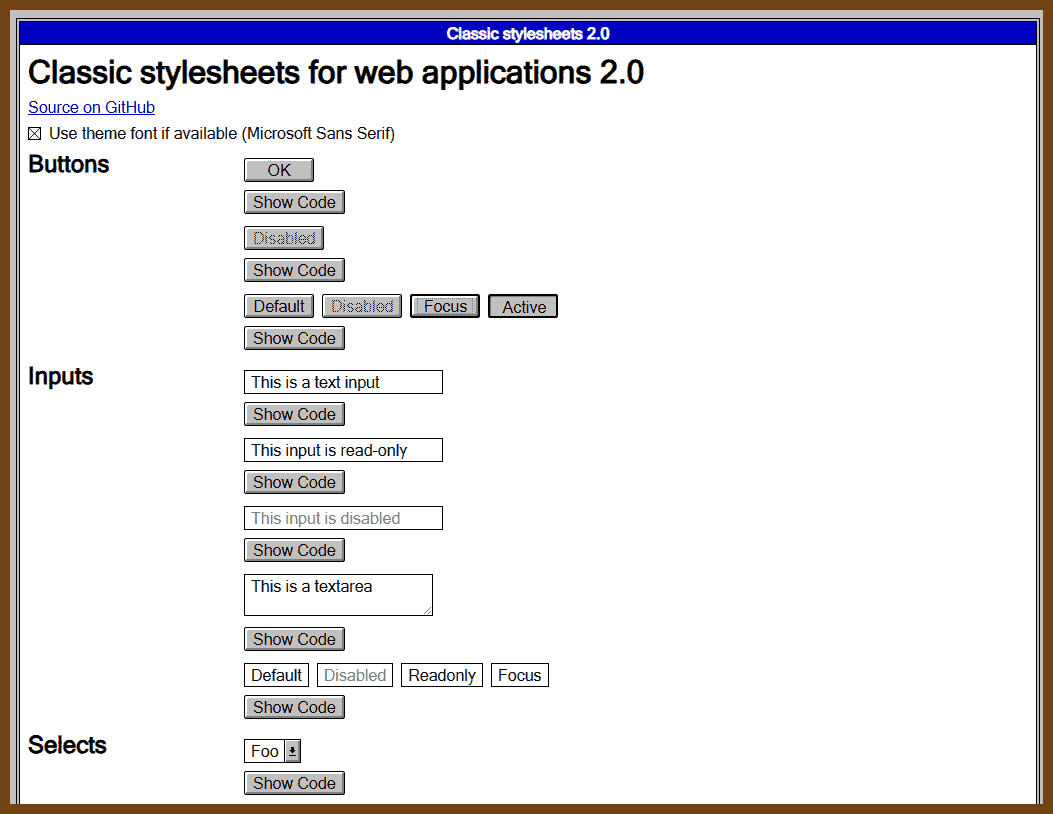 Classic stylesheets 2.0
Classic stylesheets for web applications 2.0
Source on GitHub
Use theme font if available (Microsoft Sans Serif)
Buttons
OK
Show Code
Disabled
Show Code
Default Disabled Focus Active
Show Code
Inputs
This is a text input
Show Code
This input is read-only
Show Code
This input is disabled
Show Code
This is a textarea
Show Code
Default Disabled Readonly Focus
Show Code
Selects
Foo
Show Code